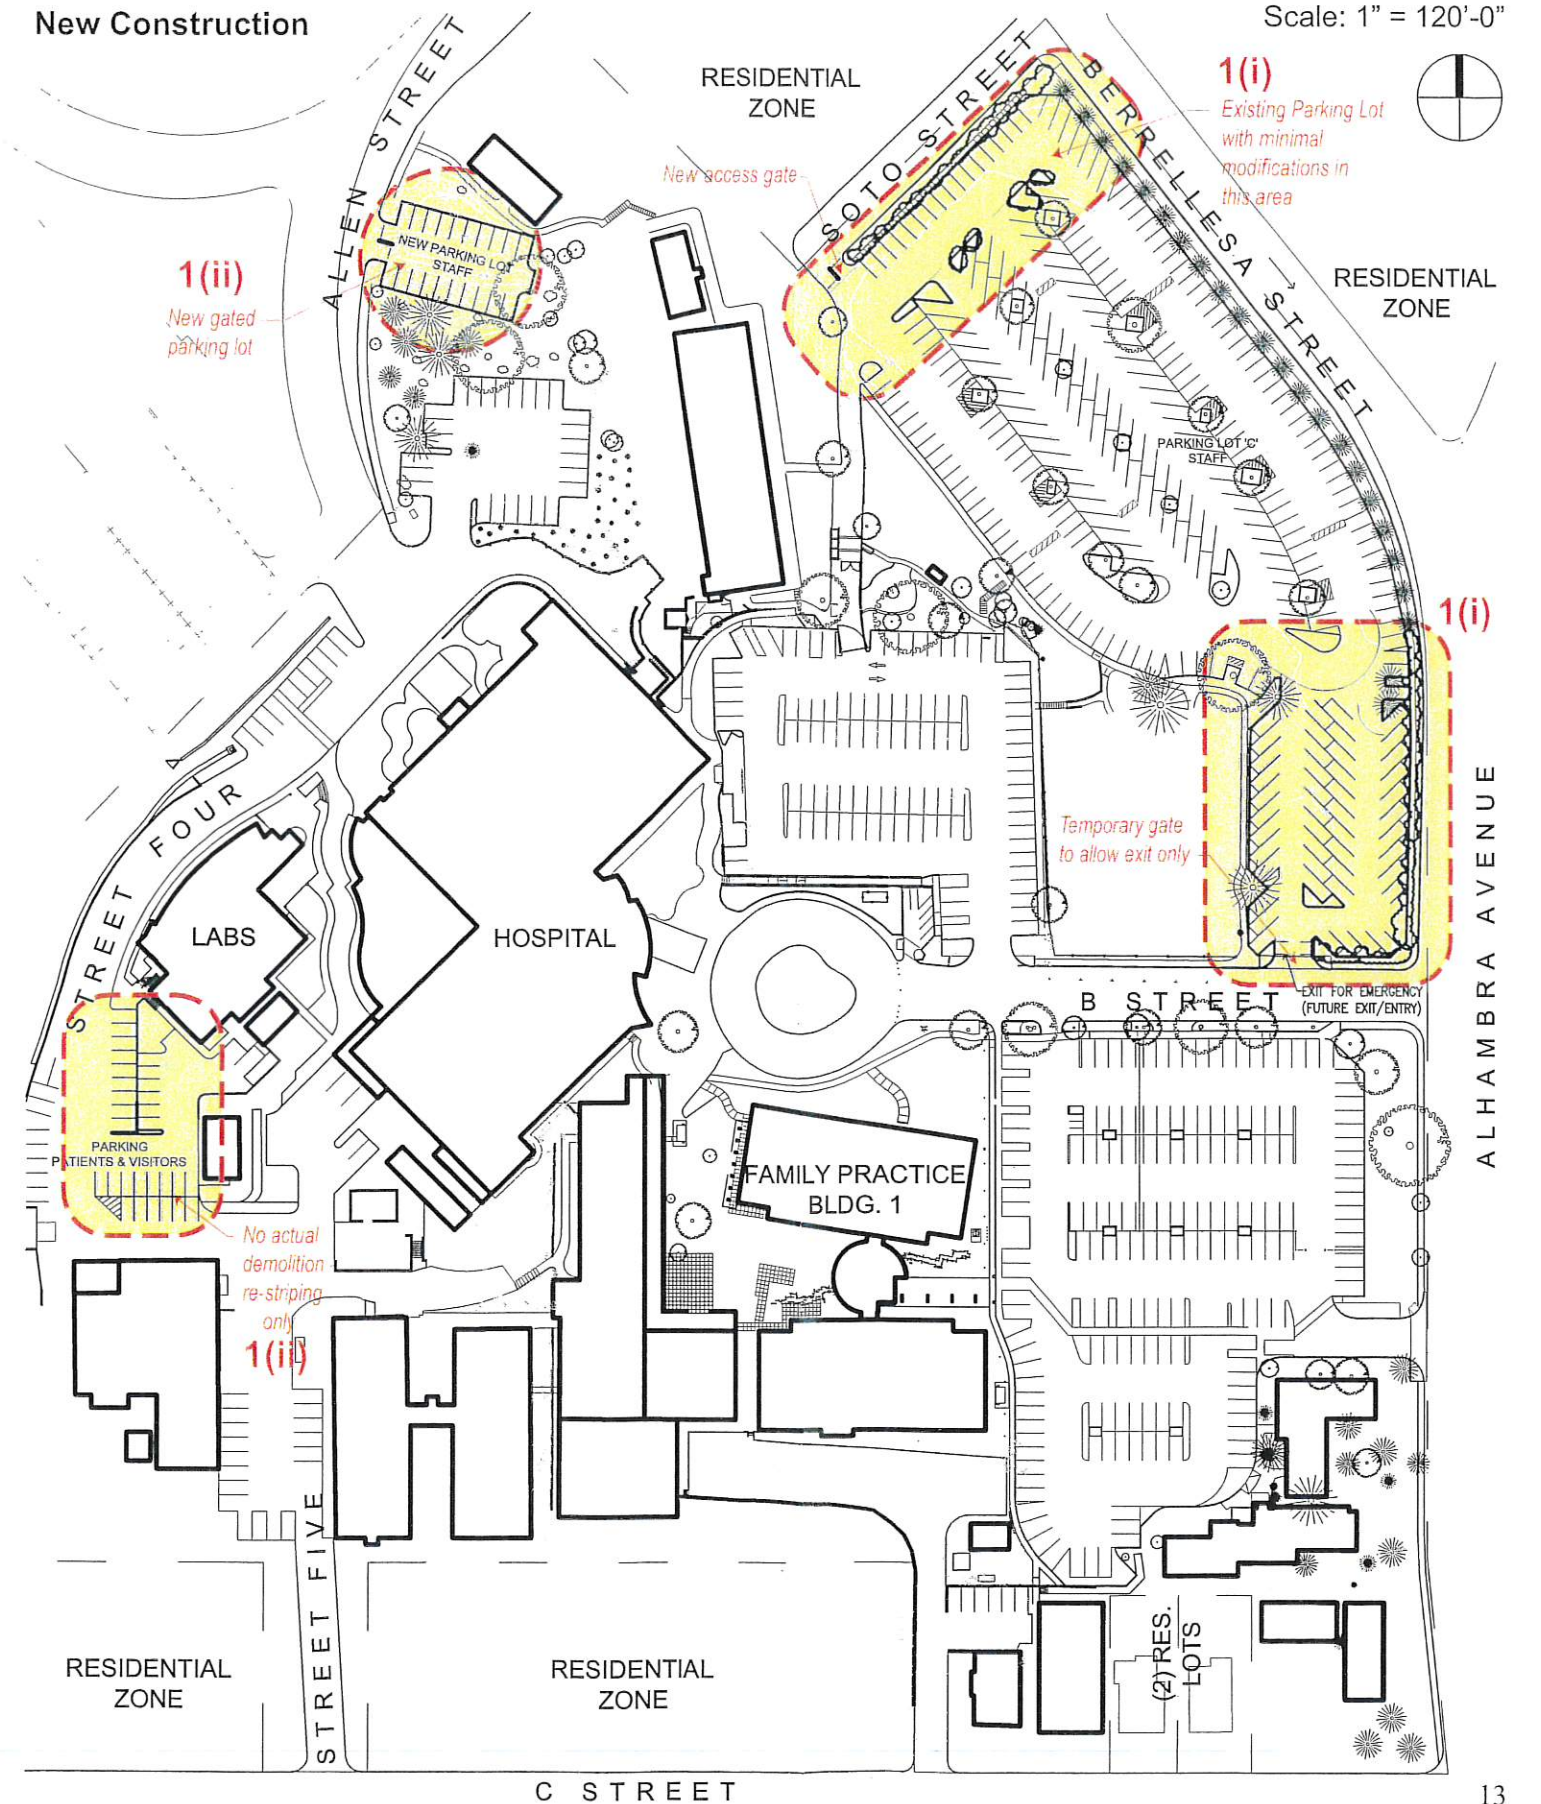 New Construction
Scale: 1” = 120’-0”
ALLEN STREET
RESIDENTIAL
ZONE
SOTO STREET
BERRELLESA STREET
1(i)
Existing Parking Lot
with minimal
modifications in
this area
New access gate
NEW PARKING LOT
STAFF
1(ii)
New gated
parking lot
RESIDENTIAL
ZONE
PARKING LOT 'C'
STAFF
1(i)
STREET FOUR
LABS
HOSPITAL
Temporary gate
to allow exit only
ALHAMBRA AVENUE
B STREET
EXIT FOR EMERGENCY
(FUTURE EXIT/ENTRY)
PARKING
PATIENTS & VISITORS
FAMILY PRACTICE
BLDG. 1
No actual
demolition
re-striping
only
1(ii)
STREET FIVE
RESIDENTIAL
ZONE
RESIDENTIAL
ZONE
(2) RES.
LOTS
C STREET
13